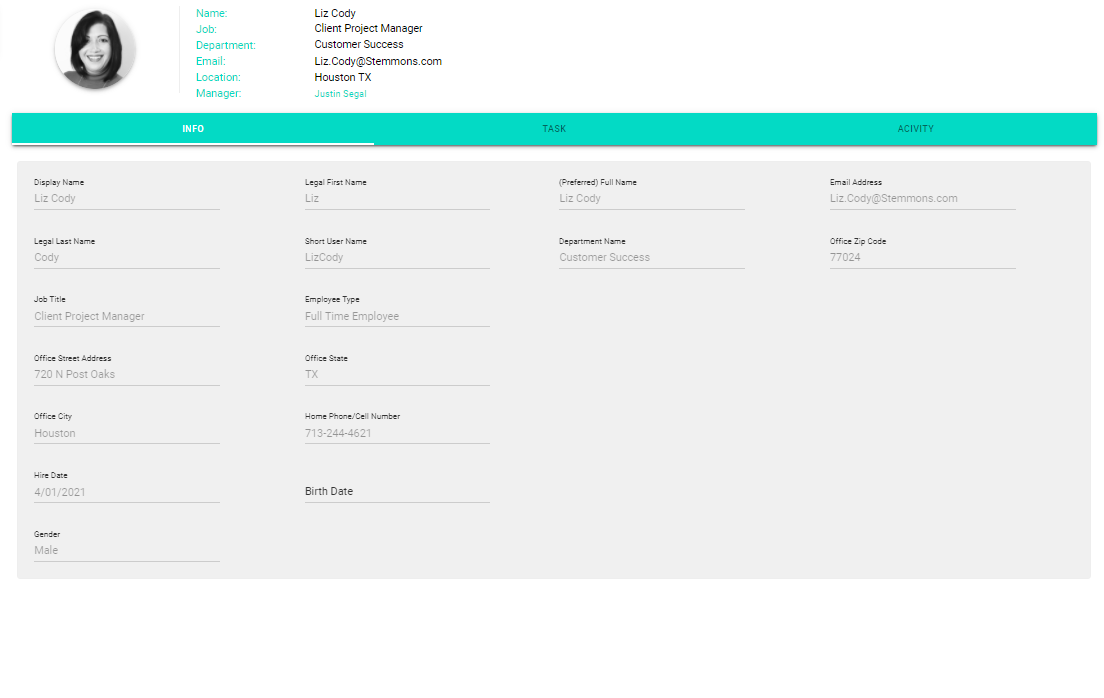 Name: Liz Cody
Job: Client Project Manager
Department: Customer Success
Email: Liz.Cody@Stemmons.com
Location: Houston TX
Manager: Justin Segal
INFO TASK ACIVITY
Display Name Legal First Name (Preferred) Full Name Email Address
Liz Cody Liz Liz Cody Liz.Cody@Stemmons.com
Legal Last Name Short User Name Department Name Office Zip Code
Cody LizCody Customer Success 77024
Job Title Employee Type
Client Project Manager Full Time Employee
Office Street Address Office State
720 N Post Oaks TX
Office City Home Phone/Cell Number
Houston 713-244-4621
Hire Date
4/01/2021 Birth Date
Gender
Male